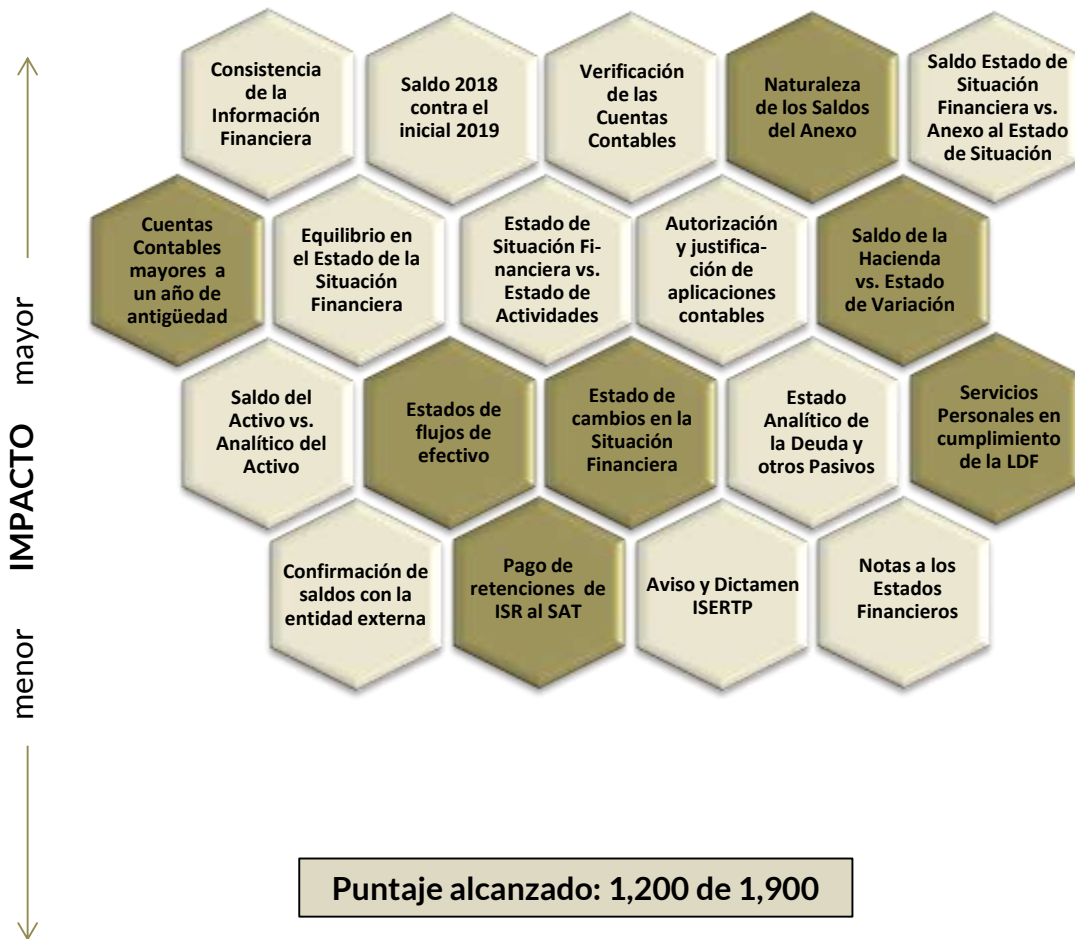 Consistencia
de la
Información
Financiera
Saldo 2018
contra el
inicial 2019
Verificación
de las
Cuentas
Contables
Naturaleza
de los Saldos
del Anexo
Saldo Estado de
Situación
Financiera vs.
Anexo al Estado
de Situación
Cuentas
Contables
mayores a
un año de
antigüedad
Equilibrio en
el Estado de la
Situación
Financiera
Estado de
Situación Fi-
nanciera vs.
Estado de
Actividades
Autorización
y justifica-
ción de
aplicaciones
contables
Saldo de la
Hacienda
vs. Estado
de Variación
Saldo del
Activo vs.
Analítico del
Activo
Estados de
flujos de
efectivo
Estado de
cambios en la
Situación
Financiera
Estado
Analítico de
la Deuda y
otros Pasivos
Servicios
Personales en
cumplimiento
de la LDF
Confirmación de
saldos con la
entidad externa
Pago de
retenciones de
ISR al SAT
Aviso y Dictamen
ISERTP
Notas a los
Estados
Financieros
menor IMPACTO mayor
Puntaje alcanzado: 1,200 de 1,900